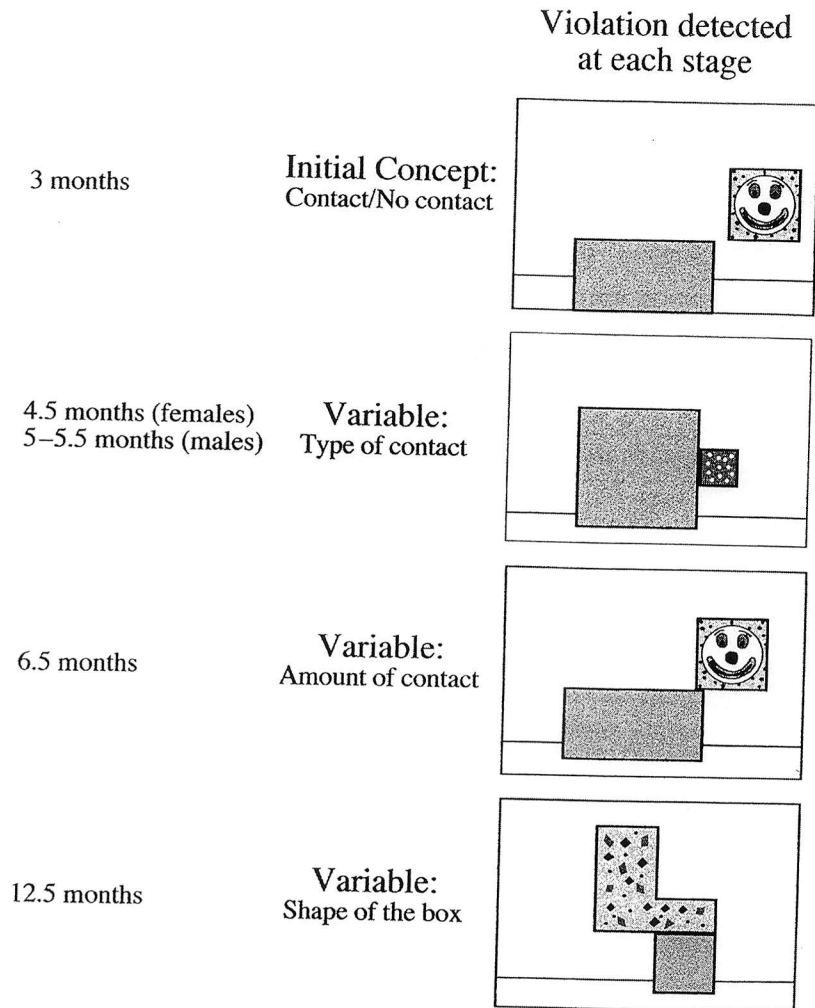 Violation detected
at each stage
3 months
Initial Concept:
Contact/No contact
4.5 months (females)
5–5.5 months (males)
Variable:
Type of contact
6.5 months
Variable:
Amount of contact
12.5 months
Variable:
Shape of the box